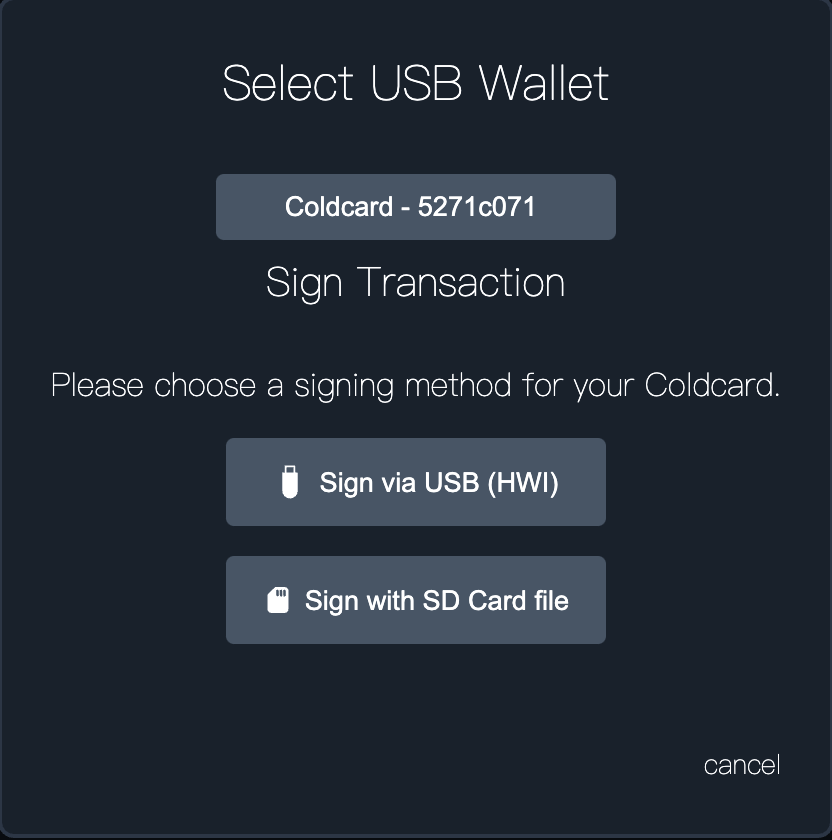 Select USB Wallet
Coldcard - 5271c071
Sign Transaction
Please choose a signing method for your Coldcard.
Sign via USB (HWI)
Sign with SD Card file
cancel